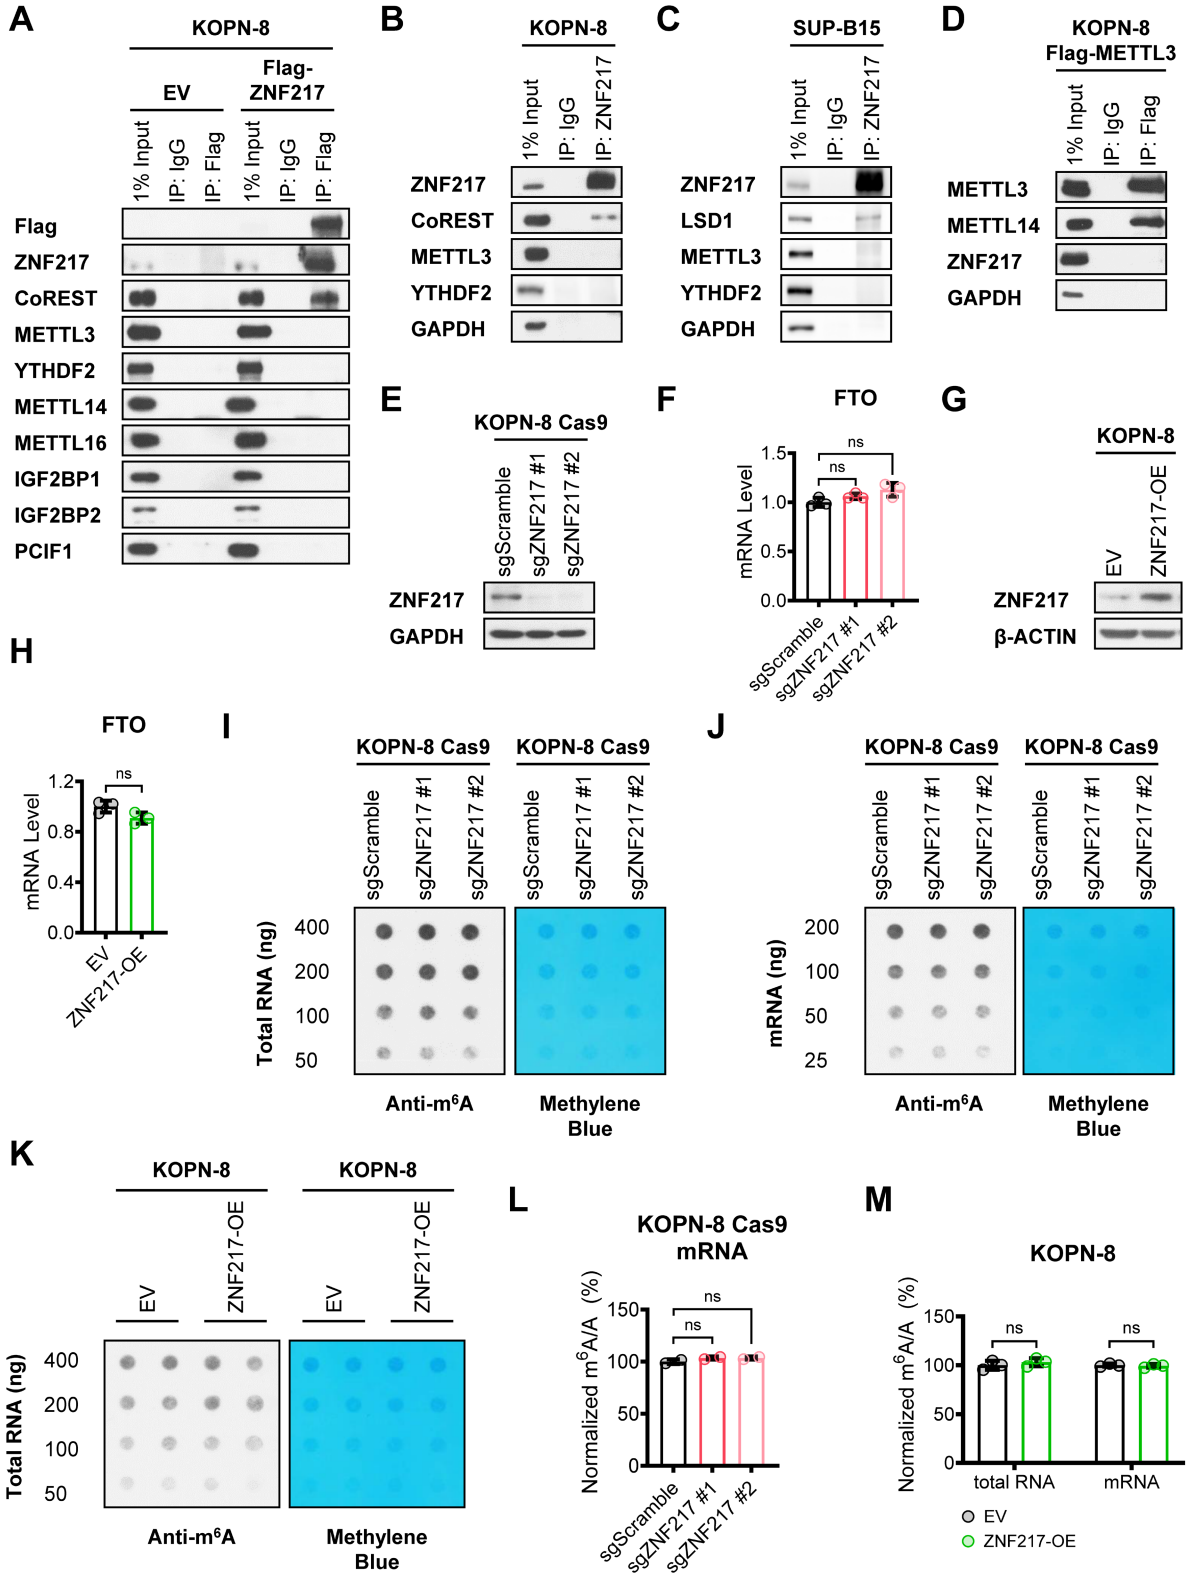 A
KOPN-8
EV
Flag-
ZNF217
1% Input
IP: IgG
IP: Flag
1% Input
IP: IgG
IP: Flag
Flag
ZNF217
CoREST
METTL3
YTHDF2
METTL14
METTL16
IGF2BP1
IGF2BP2
PCIF1
B
KOPN-8
1% Input
IP: IgG
IP: ZNF217
ZNF217
CoREST
METTL3
YTHDF2
GAPDH
C
SUP-B15
1% Input
IP: IgG
IP: ZNF217
ZNF217
LSD1
METTL3
YTHDF2
GAPDH
D
KOPN-8
Flag-METTL3
1% Input
IP: IgG
IP: Flag
METTL3
METTL14
ZNF217
GAPDH
E
KOPN-8 Cas9
sgScramble
sgZNF217 #1
sgZNF217 #2
ZNF217
GAPDH
F
FTO
mRNA Level
1.5
1.0
0.5
0.0
ns
ns
sgScramble
sgZNF217 #1
sgZNF217 #2
G
KOPN-8
EV
ZNF217-OE
ZNF217
β-ACTIN
H
FTO
mRNA Level
1.2
0.8
0.4
0.0
ns
EV
ZNF217-OE
I
KOPN-8 Cas9
KOPN-8 Cas9
sgScramble
sgZNF217 #1
sgZNF217 #2
sgScramble
sgZNF217 #1
sgZNF217 #2
Total RNA (ng)
400
200
100
50
Anti-m⁶A
Methylene
Blue
J
KOPN-8 Cas9
KOPN-8 Cas9
sgScramble
sgZNF217 #1
sgZNF217 #2
sgScramble
sgZNF217 #1
sgZNF217 #2
mRNA (ng)
200
100
50
25
Anti-m⁶A
Methylene
Blue
K
KOPN-8
KOPN-8
EV
ZNF217-OE
EV
ZNF217-OE
Total RNA (ng)
400
200
100
50
Anti-m⁶A
Methylene
Blue
L
KOPN-8 Cas9
mRNA
Normalized m⁶A/A (%)
150
100
50
0
ns
ns
sgScramble
sgZNF217 #1
sgZNF217 #2
M
KOPN-8
Normalized m⁶A/A (%)
150
100
50
0
ns
ns
total RNA
mRNA
EV
ZNF217-OE